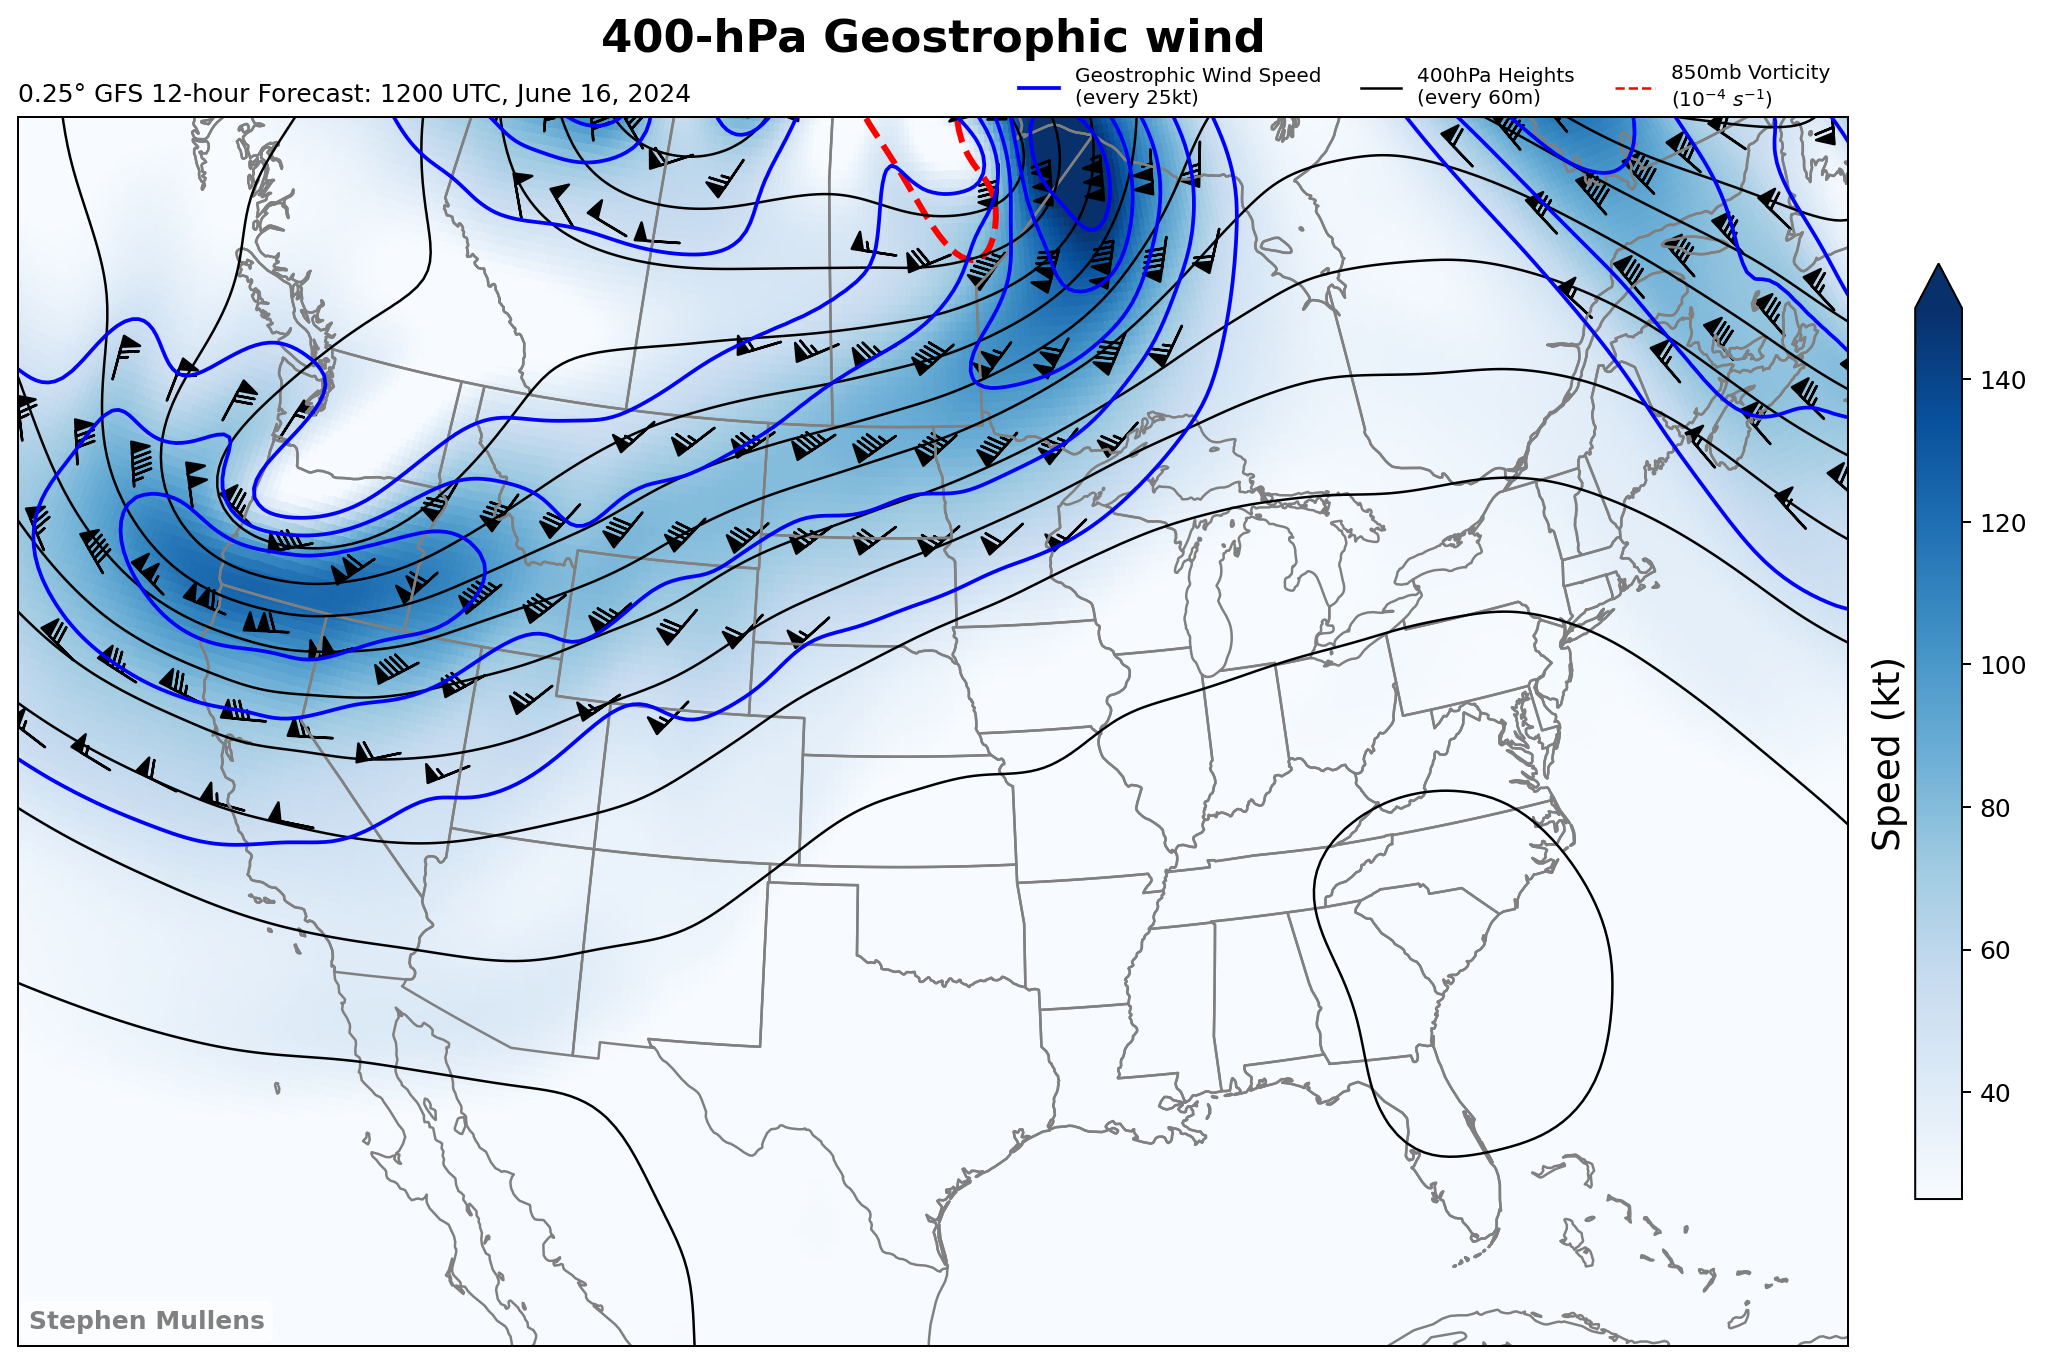 400-hPa Geostrophic wind
0.25° GFS 12-hour Forecast: 1200 UTC, June 16, 2024
Geostrophic Wind Speed
(every 25kt)
400hPa Heights
(every 60m)
850mb Vorticity
(10⁻⁴ s⁻¹)
140
120
100
80
60
40
Speed (kt)
Stephen Mullens